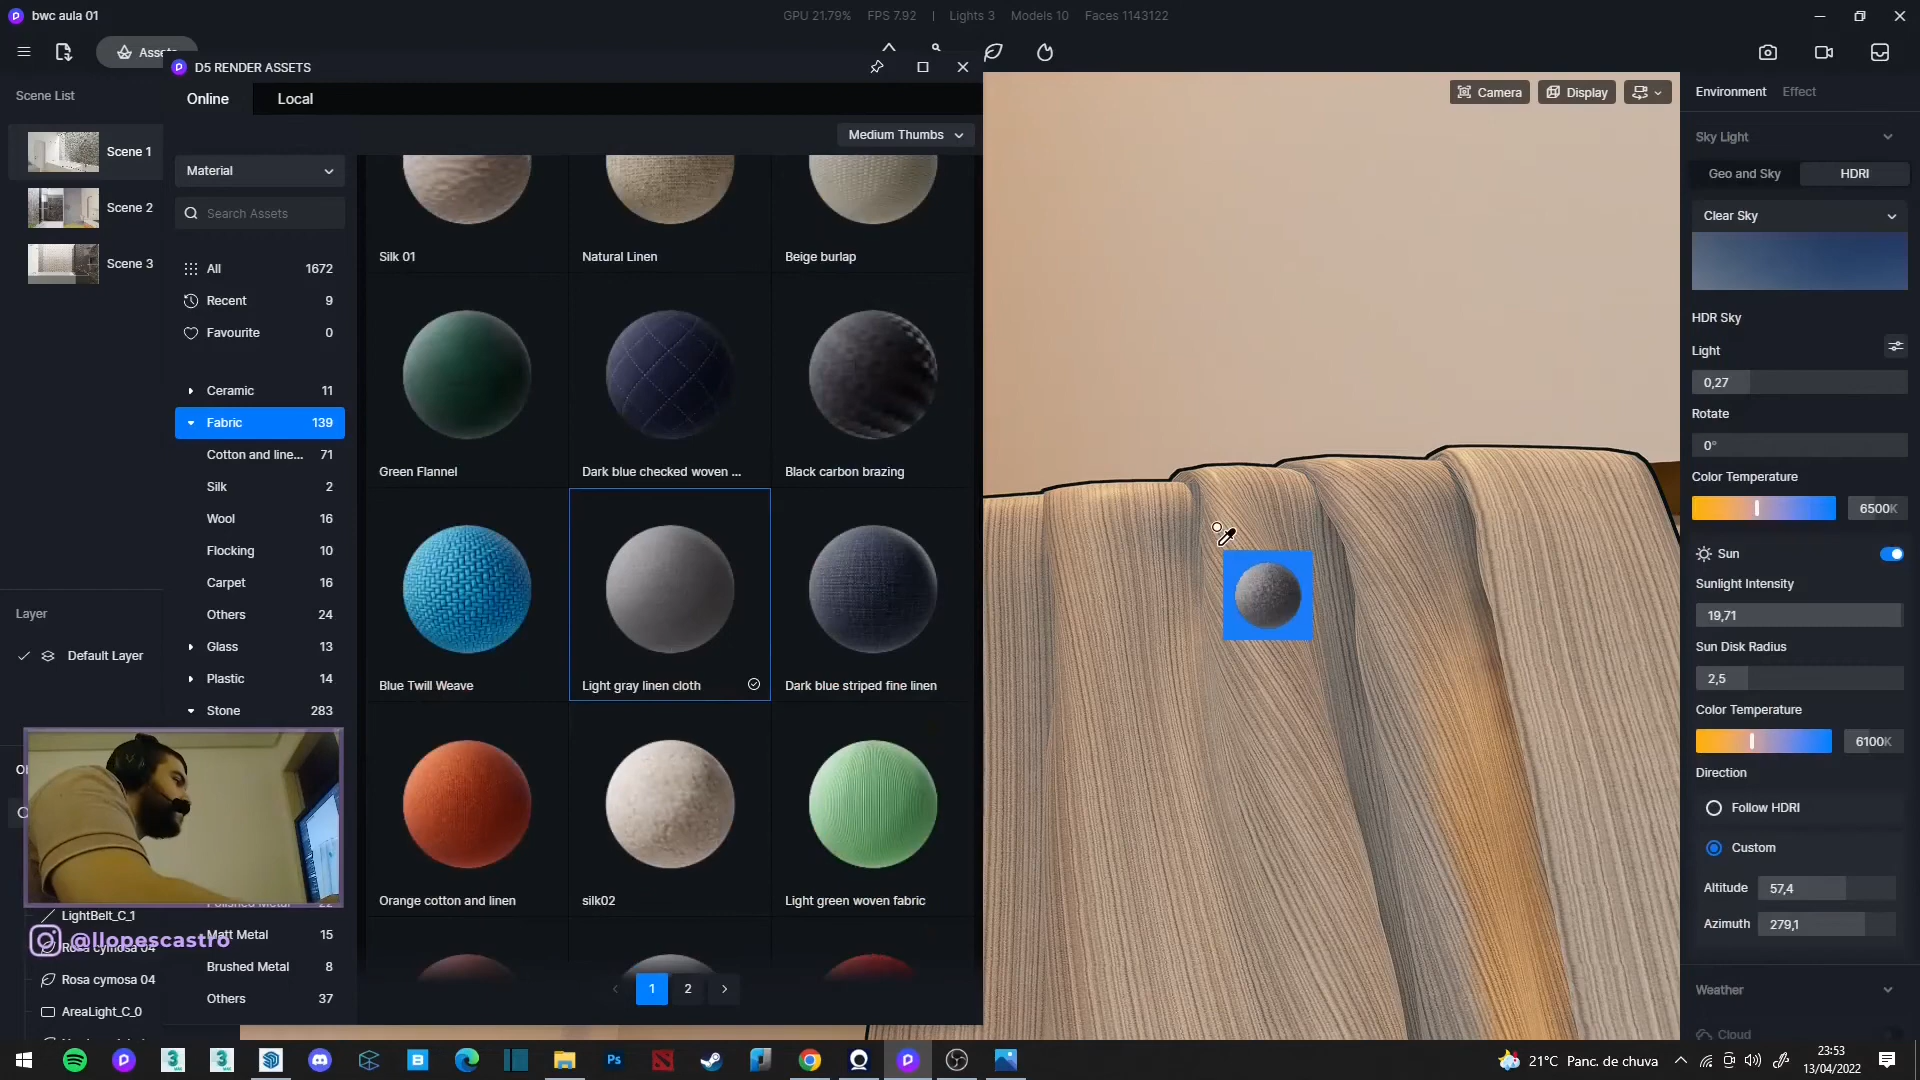 bwc aula 01
GPU 21.79% FPS 7.92 | Lights 3 Models 10 Faces 1143122
D5 RENDER ASSETS
Online
Local
Medium Thumbs
Scene List
Scene 1
Scene 2
Scene 3
Layer
Default Layer
Material
Search Assets
All 1672
Recent 9
Favourite 0
Ceramic 11
Fabric 139
Cotton and line... 71
Silk 2
Wool 16
Flocking 10
Carpet 16
Others 24
Glass 13
Plastic 14
Stone 283
Matt Metal 15
Brushed Metal 8
Others 37
LightBelt_C_1
@llopescastro
Rosa cymosa 04
Rosa cymosa 04
AreaLight_C_0
Silk 01
Natural Linen
Beige burlap
Green Flannel
Dark blue checked woven ...
Black carbon brazing
Blue Twill Weave
Light gray linen cloth
Dark blue striped fine linen
Orange cotton and linen
silk02
Light green woven fabric
1 2
Camera
Display
Environment
Effect
Sky Light
Geo and Sky
HDRI
Clear Sky
HDR Sky
Light
0,27
Rotate
0°
Color Temperature
6500K
Sun
Sunlight Intensity
19,71
Sun Disk Radius
2,5
Color Temperature
6100K
Direction
Follow HDRI
Custom
Altitude 57,4
Azimuth 279,1
Weather
Cloud
21°C Panc. de chuva
23:53
13/04/2022